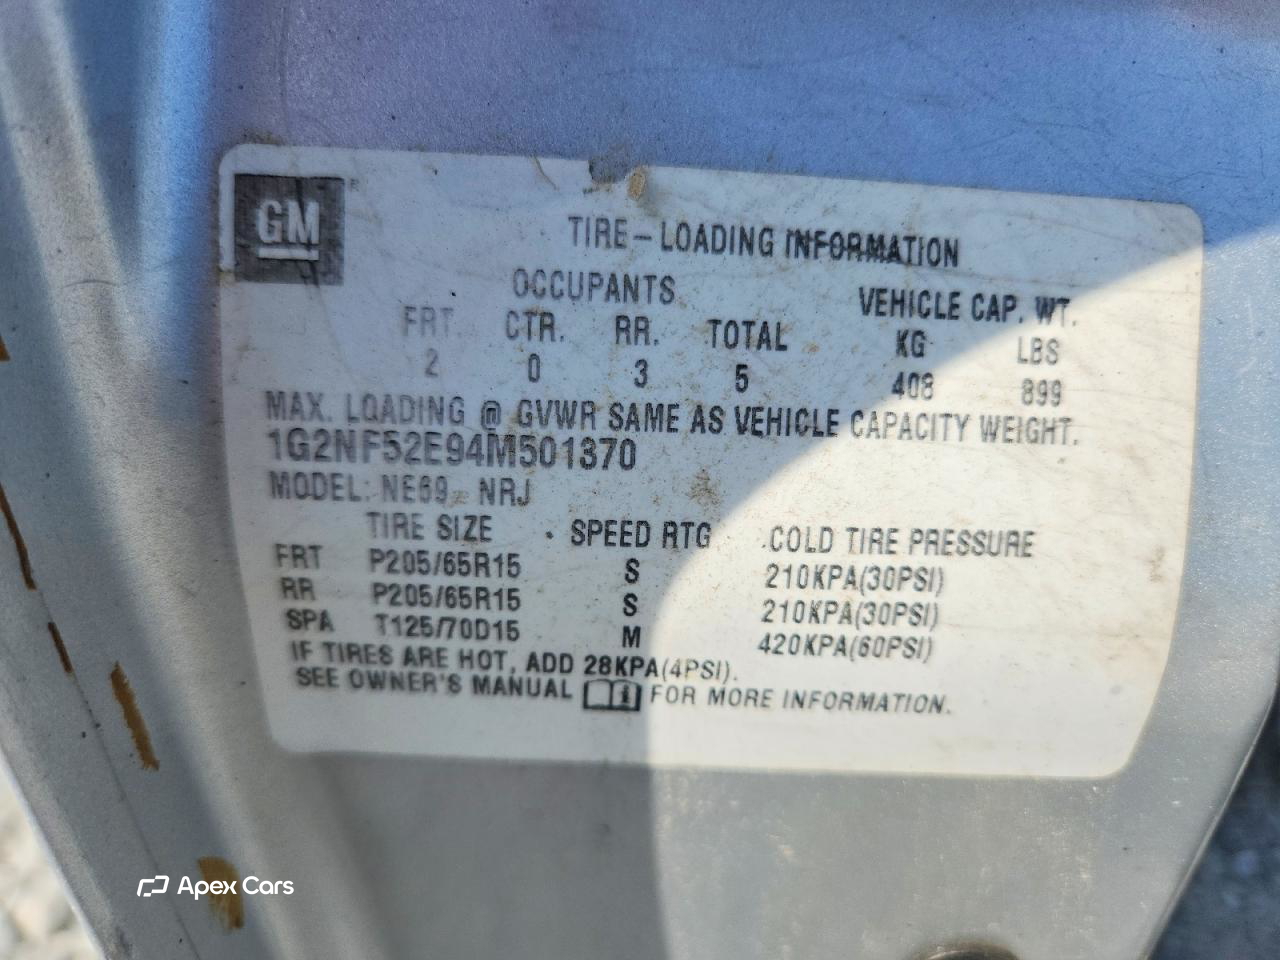 GM
TIRE-LOADING INFORMATION
OCCUPANTS VEHICLE CAP. WT.
FRT. CTR. RR. TOTAL KG LBS
2 0 3 5 408 899
MAX. LOADING @ GVWR SAME AS VEHICLE CAPACITY WEIGHT.
1G2NF52E94M501370
MODEL: NE69 NRJ
TIRE SIZE SPEED RTG COLD TIRE PRESSURE
FRT P205/65R15 S 210KPA(30PSI)
RR P205/65R15 S 210KPA(30PSI)
SPA T125/70D15 M 420KPA(60PSI)
IF TIRES ARE HOT, ADD 28KPA(4PSI).
SEE OWNER'S MANUAL FOR MORE INFORMATION.
Apex Cars